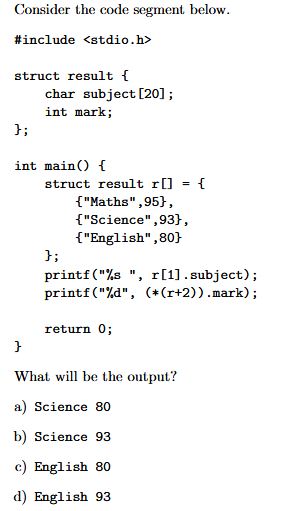 Consider the code segment below.
#include <stdio.h>
struct result {
    char subject[20];
    int mark;
};
int main() {
    struct result r[] = {
        {"Maths",95},
        {"Science",93},
        {"English",80}
    };
    printf("%s ", r[1].subject);
    printf("%d", (*(r+2)).mark);
    return 0;
}
What will be the output?
a) Science 80
b) Science 93
c) English 80
d) English 93